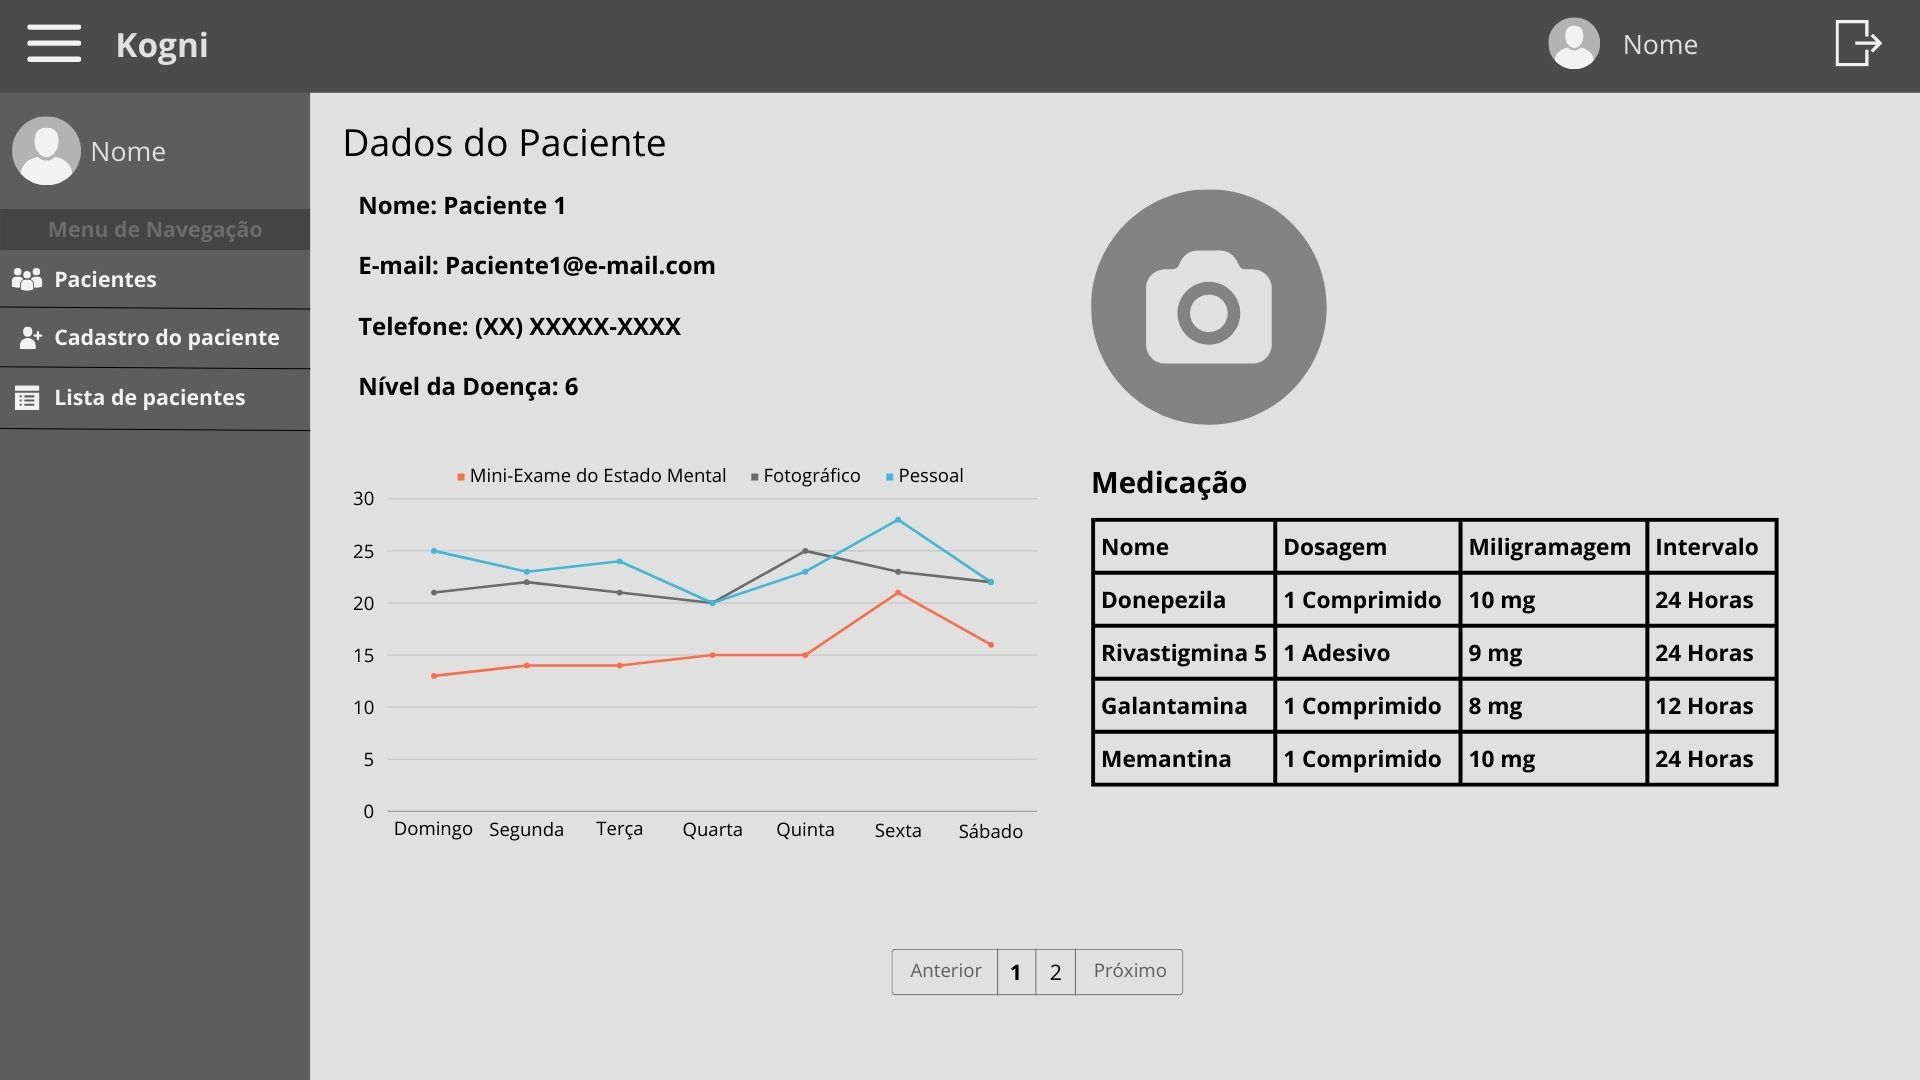 Kogni
Nome
Nome
Menu de Navegação
Pacientes
Cadastro do paciente
Lista de pacientes
Dados do Paciente
Nome: Paciente 1
E-mail: Paciente1@e-mail.com
Telefone: (XX) XXXXX-XXXX
Nível da Doença: 6
Mini-Exame do Estado Mental Fotográfico Pessoal
30
25
20
15
10
5
0
Domingo Segunda Terça Quarta Quinta Sexta Sábado
Medicação
Nome Dosagem Miligramagem Intervalo
Donepezila 1 Comprimido 10 mg 24 Horas
Rivastigmina 5 1 Adesivo 9 mg 24 Horas
Galantamina 1 Comprimido 8 mg 12 Horas
Memantina 1 Comprimido 10 mg 24 Horas
Anterior 1 2 Próximo